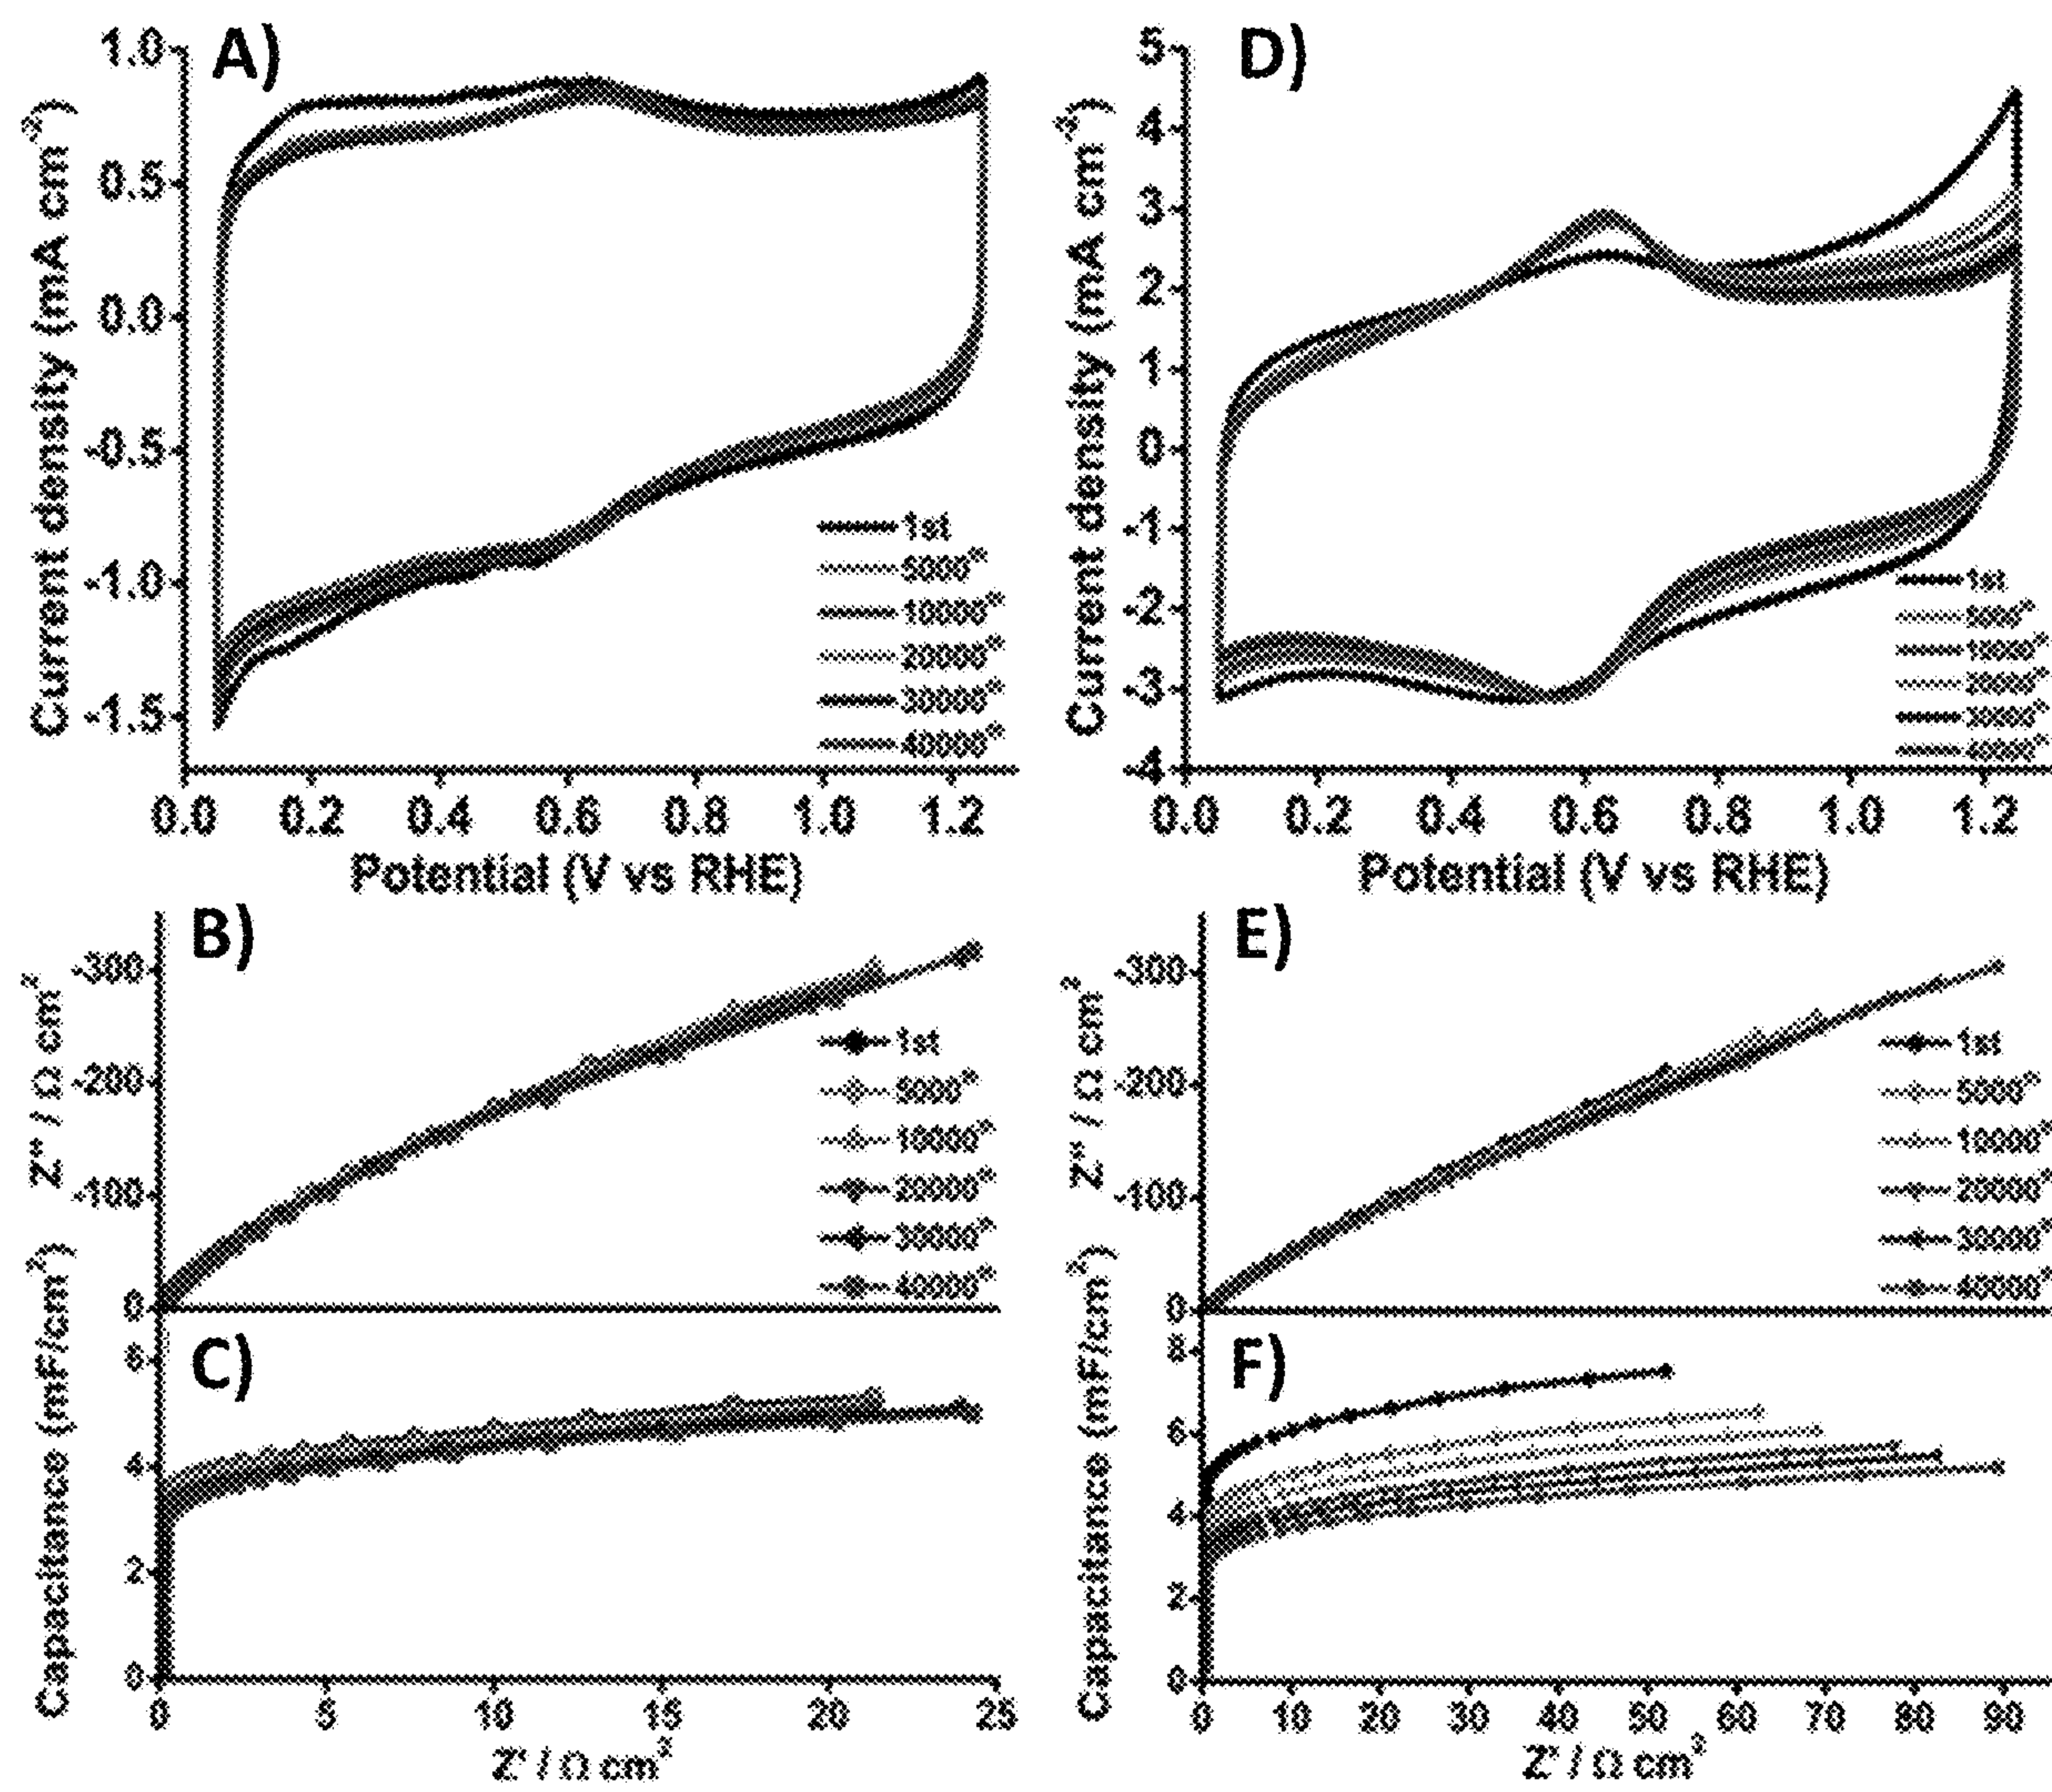 A)
Current density (mA cm⁻²)
1.0
0.5
0.0
-0.5
-1.0
-1.5
1st
5000th
10000th
20000th
30000th
40000th
0.0 0.2 0.4 0.6 0.8 1.0 1.2
Potential (V vs RHE)
D)
Current density (mA cm⁻²)
5
4
3
2
1
0
-1
-2
-3
-4
1st
10000th
0.0 0.2 0.4 0.6 0.8 1.0 1.2
Potential (V vs RHE)
B)
Z'' / Ω cm²
-300
-200
-100
0
1st
5000th
10000th
20000th
30000th
40000th
C)
Capacitance (mF/cm²)
6
4
2
0
0 5 10 15 20 25
Z' / Ω cm²
E)
Z'' / Ω cm²
-300
-200
-100
0
1st
5000th
10000th
20000th
30000th
40000th
F)
Capacitance (mF/cm²)
8
6
4
2
0
0 10 20 30 40 50 60 70 80 90
Z' / Ω cm²